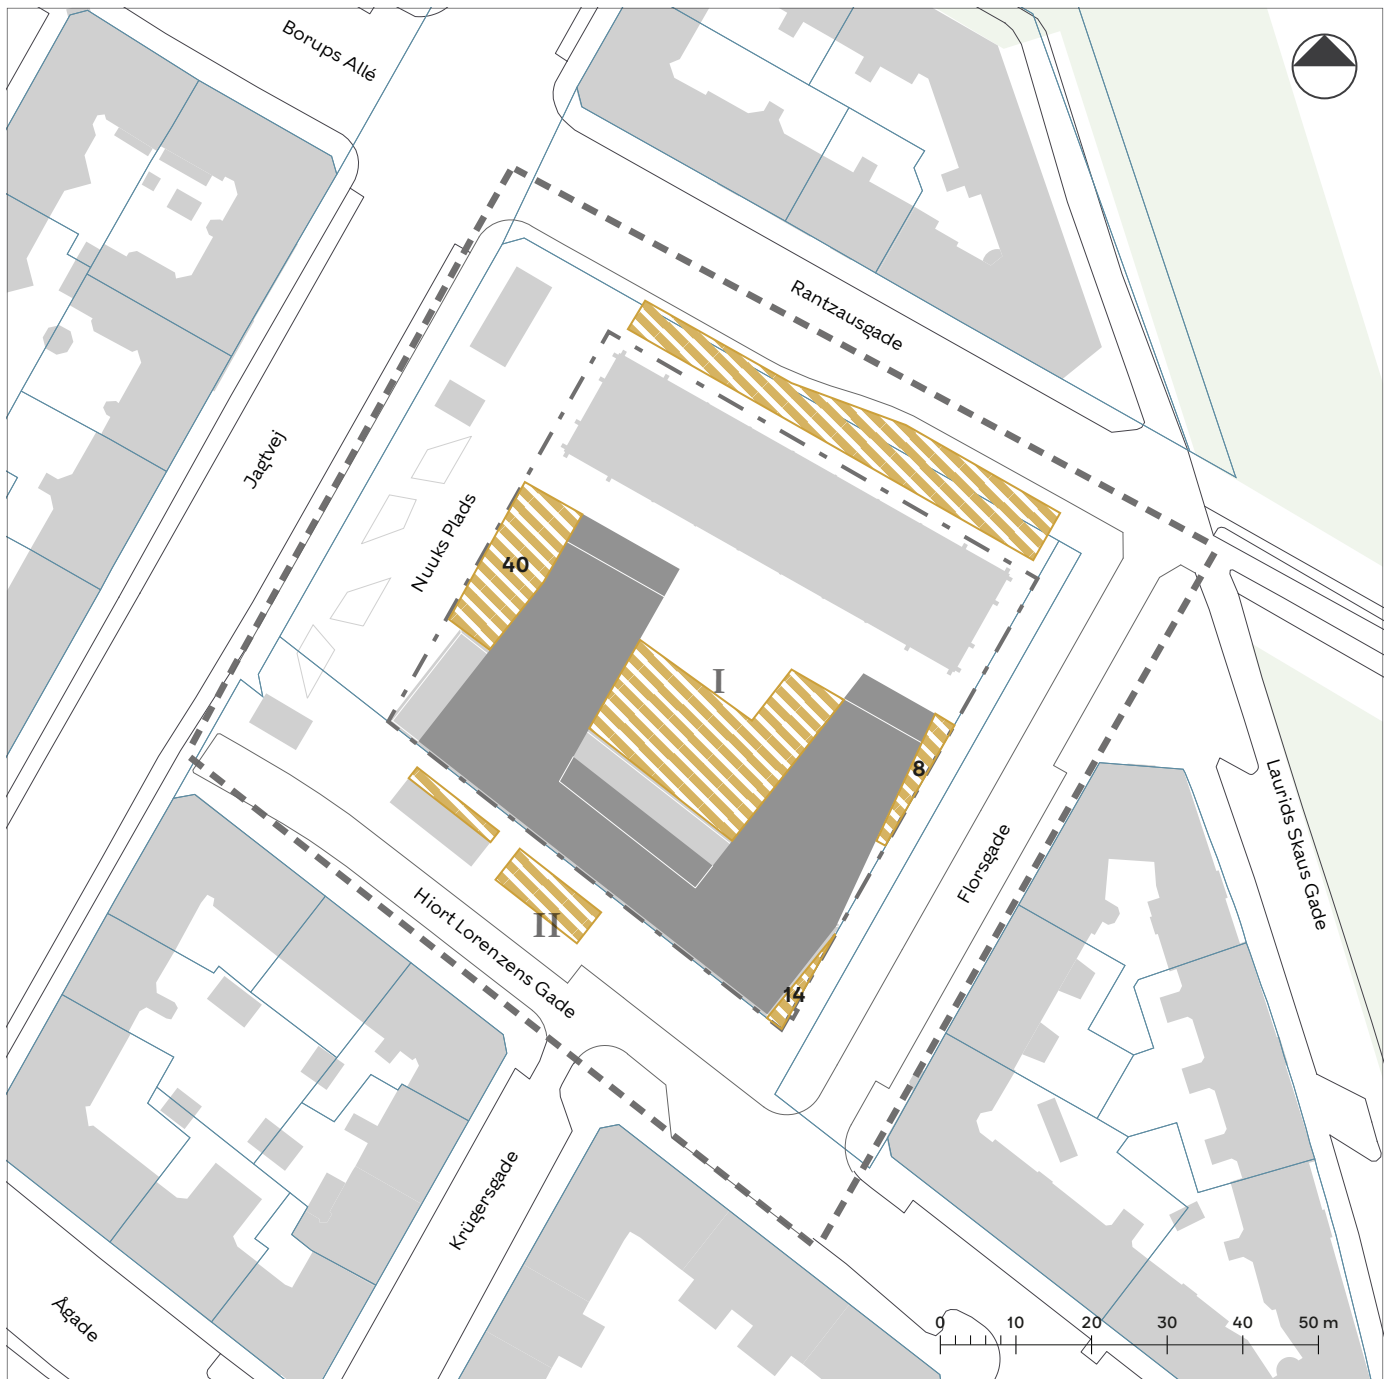 Borups Allé
Rantzausgade
Jagtvej
Nuuks Plads
40
I
8
Laurids Skaus Gade
Florsgade
Hiort Lorenzens Gade
II
14
Krügersgade
Ågade
0 10 20 30 40 50 m